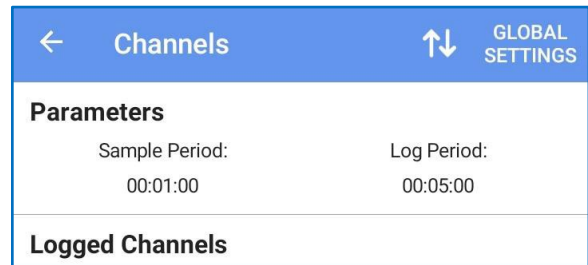 Channels
GLOBAL
SETTINGS
Parameters
Sample Period: Log Period:
00:01:00 00:05:00
Logged Channels